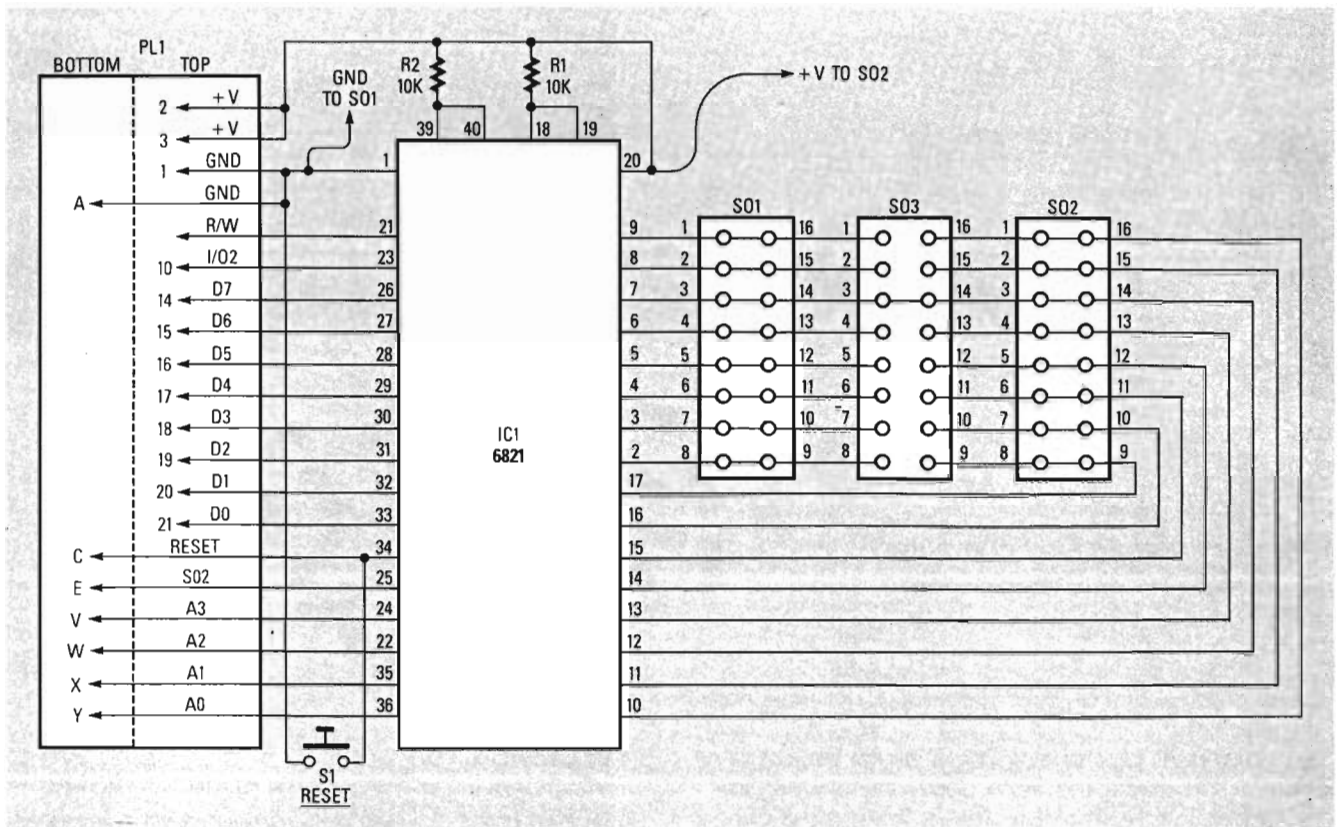 PL1
BOTTOM TOP
2 +V
3 +V
1 GND 1
A GND
R/W 21
10 I/O2 23
14 D7 26
15 D6 27
16 D5 28
17 D4 29
18 D3 30
19 D2 31
20 D1 32
21 D0 33
C RESET 34
E S02 25
V A3 24
W A2 22
X A1 35
Y A0 36
GND
TO SO1
R2
10K
R1
10K
39 40 18 19
20
+V TO SO2
IC1
6821
S1
RESET
SO1 SO3 SO2
9 1 16 1 16 1 16
8 2 15 2 15 2 15
7 3 14 3 14 3 14
6 4 13 4 13 4 13
5 5 12 5 12 5 12
4 6 11 6 11 6 11
3 7 10 7 10 7 10
2 8 9 8 9 8 9
17
16
15
14
13
12
11
10